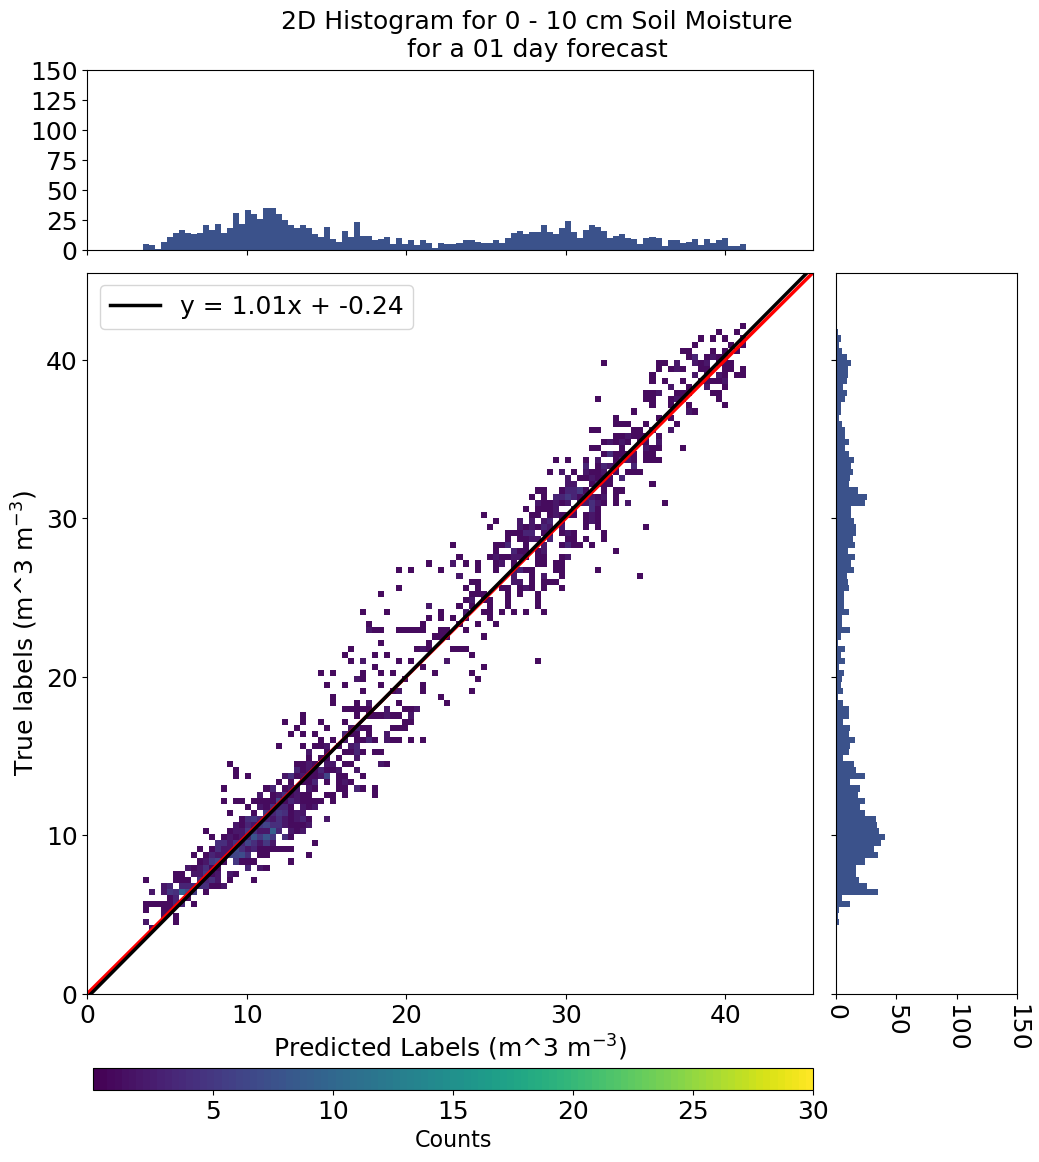 2D Histogram for 0 - 10 cm Soil Moisture
for a 01 day forecast
150
125
100
75
50
25
0
y = 1.01x + -0.24
40
30
20
10
0
True labels (m^3 m⁻³)
0 10 20 30 40
Predicted Labels (m^3 m⁻³)
0 50 100 150
5 10 15 20 25 30
Counts